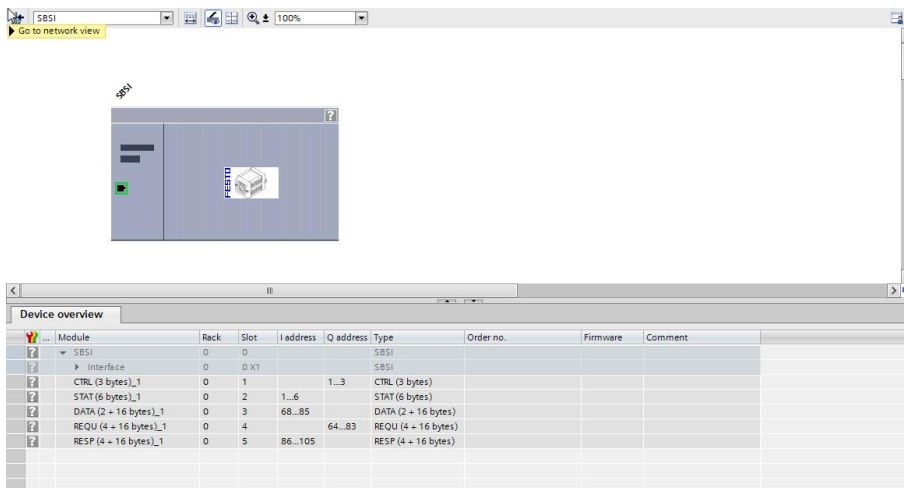 SBSI
100%
Go to network view
SBSI
?
FESTO
Device overview
... Module Rack Slot I address Q address Type Order no. Firmware Comment
? SBSI 0 0 SBSI
? Interface 0 0 X1 SBSI
? CTRL (3 bytes)_1 0 1 1...3 CTRL (3 bytes)
? STAT (6 bytes)_1 0 2 1...6 STAT (6 bytes)
? DATA (2 + 16 bytes)_1 0 3 68...85 DATA (2 + 16 bytes)
? REQU (4 + 16 bytes)_1 0 4 64...83 REQU (4 + 16 bytes)
? RESP (4 + 16 bytes)_1 0 5 86...105 RESP (4 + 16 bytes)